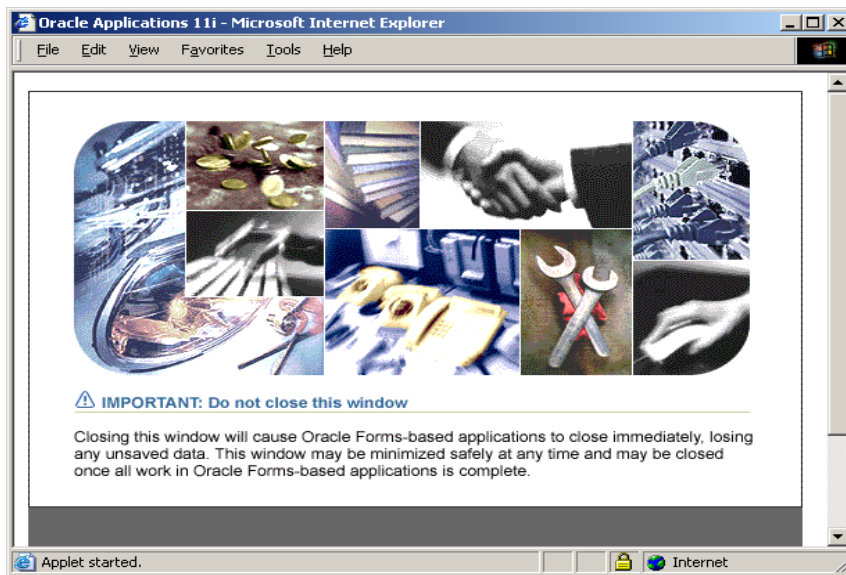 Oracle Applications 11i - Microsoft Internet Explorer
File Edit View Favorites Tools Help
IMPORTANT: Do not close this window
Closing this window will cause Oracle Forms-based applications to close immediately, losing
any unsaved data. This window may be minimized safely at any time and may be closed
once all work in Oracle Forms-based applications is complete.
Applet started. Internet